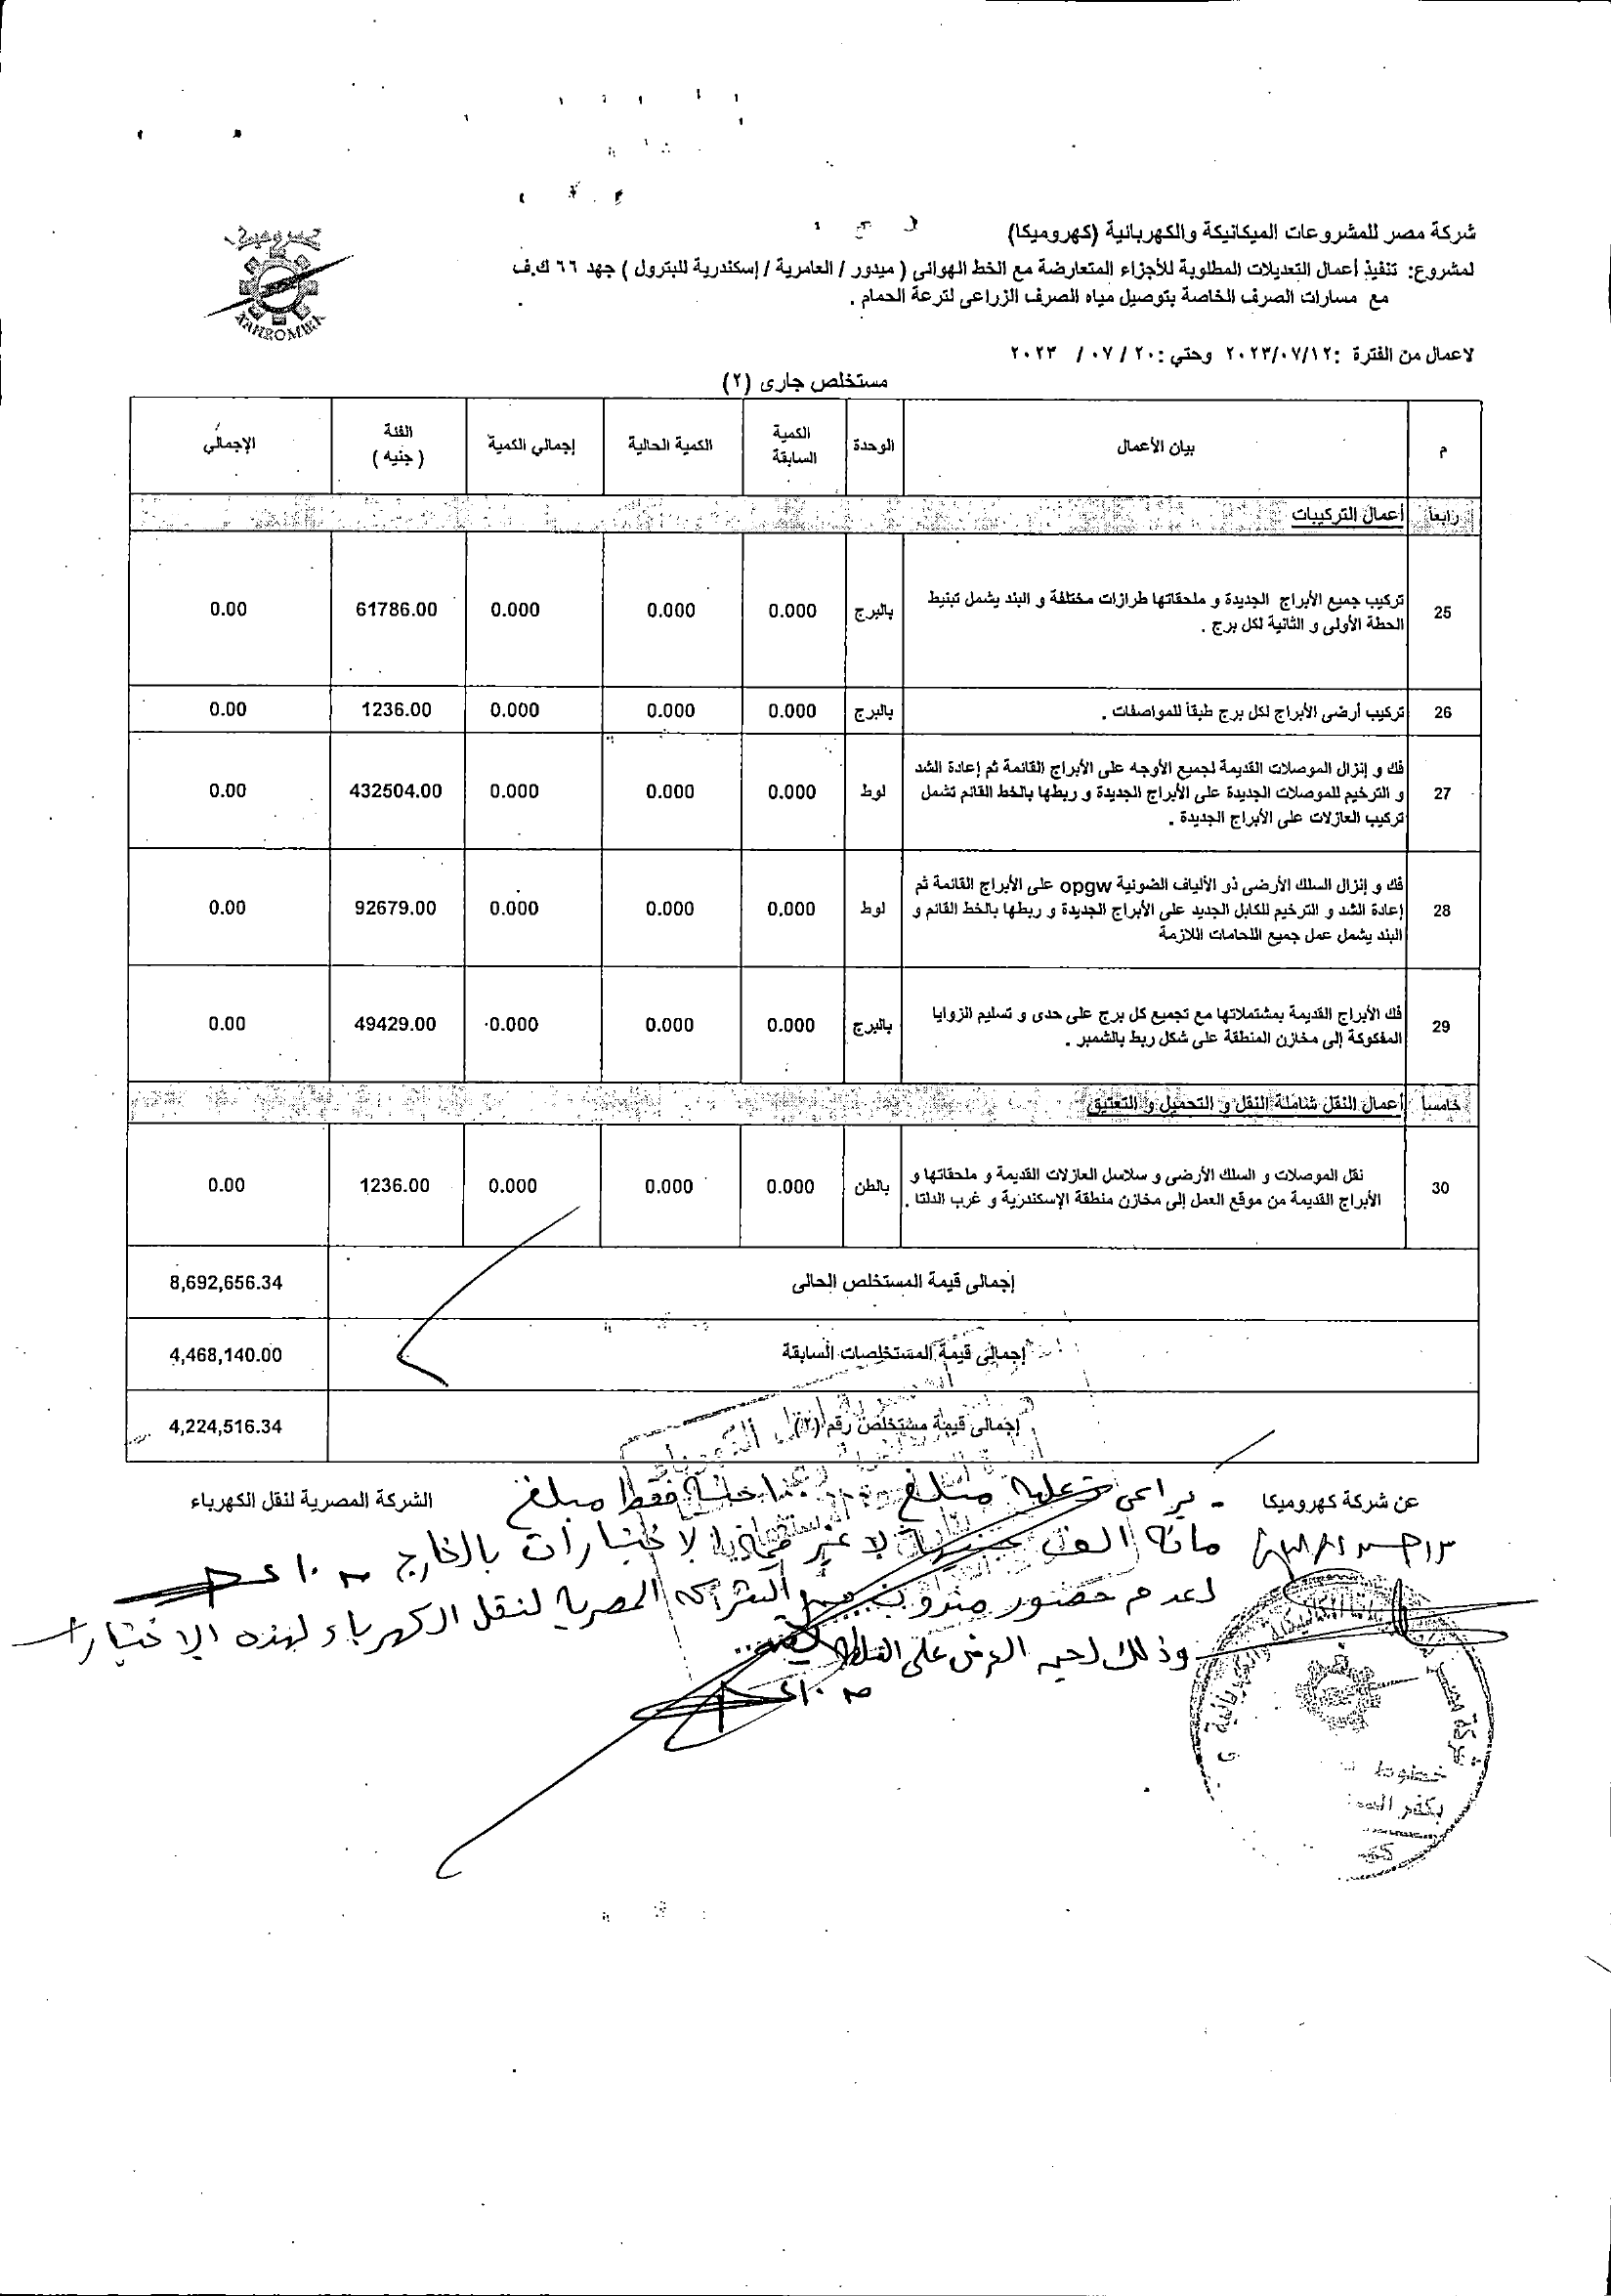 كهروميكا
KAHROMIKA
شركة مصر للمشروعات الميكانيكة والكهربائية (كهروميكا)
لمشروع: تنفيذ أعمال التعديلات المطلوبة للأجزاء المتعارضة مع الخط الهوائى ( ميدور / العامرية / إسكندرية للبترول ) جهد ٦٦ ك.ف
مع مسارات الصرف الخاصة بتوصيل مياه الصرف الزراعى لترعة الحمام .
لاعمال من الفترة :٢٠٢٣/٠٧/١٢ وحتي :٢٠ / ٠٧ / ٢٠٢٣
مستخلص جارى (٢)
م بيان الأعمال الوحدة الكمية السابقة الكمية الحالية إجمالي الكمية الفئة (جنيه) الإجمالي
رابعا أعمال التركيبات
25 تركيب جميع الأبراج الجديدة و ملحقاتها طرازات مختلفة و البند يشمل تبنيط بالبرج 0.000 0.000 0.000 61786.00 0.00
الحطة الأولى و الثانية لكل برج .
26 تركيب أرضى الأبراج لكل برج طبقا للمواصفات . بالبرج 0.000 0.000 0.000 1236.00 0.00
فك و إنزال الموصلات القديمة لجميع الأوجه على الأبراج القائمة ثم إعادة الشد
27 و الترخيم للموصلات الجديدة على الأبراج الجديدة و ربطها بالخط القائم تشمل لوط 0.000 0.000 0.000 432504.00 0.00
تركيب العازلات على الأبراج الجديدة .
فك و إنزال السلك الأرضى ذو الألياف الضوئية opgw على الأبراج القائمة ثم
28 إعادة الشد و الترخيم للكابل الجديد على الأبراج الجديدة و ربطها بالخط القائم و لوط 0.000 0.000 0.000 92679.00 0.00
البند يشمل عمل جميع اللحامات اللازمة
29 فك الأبراج القديمة بمشتملاتها مع تجميع كل برج على حدى و تسليم الزوايا بالبرج 0.000 0.000 0.000 49429.00 0.00
المفكوكة إلى مخازن المنطقة على شكل ربط بالشمبر .
خامسا أعمال النقل شاملة النقل و التحميل و التعتيق
30 نقل الموصلات و السلك الأرضى و سلاسل العازلات القديمة و ملحقاتها و بالطن 0.000 0.000 0.000 1236.00 0.00
الأبراج القديمة من موقع العمل إلى مخازن منطقة الإسكندرية و غرب الدلتا .
إجمالى قيمة المستخلص الحالى 8,692,656.34
إجمالى قيمة المستخلصات السابقة 4,468,140.00
إجمالى قيمة مستخلص رقم (٢) 4,224,516.34
عن شركة كهروميكا
الشركة المصرية لنقل الكهرباء
- يراعى تعلية مبلغ جنيه فقط مبلغ
مائة الف جنيها لا غير قيمة الاختبارات بالخارج
لعدم حضور مندوب من الشركة المصرية لنقل الكهرباء لهذه الاختبارات
وذلك لحين العرض على السلطة
خطوط
بكفر